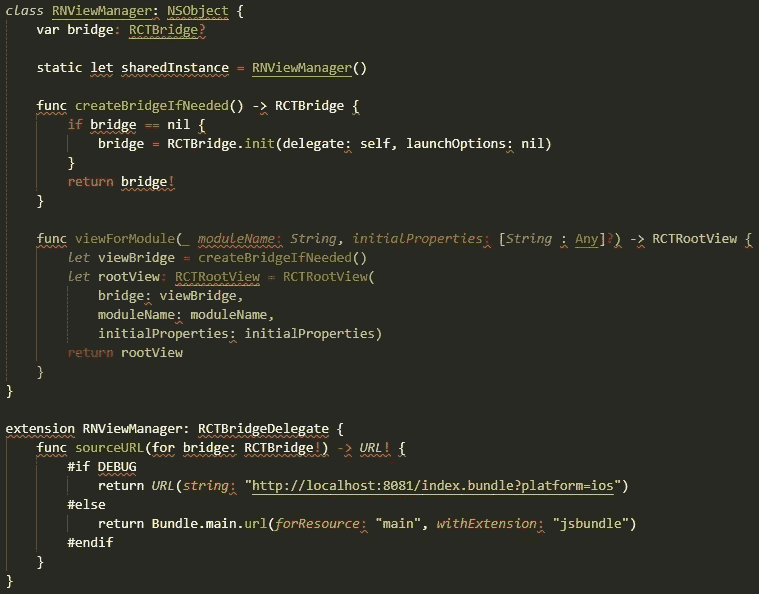 class RNViewManager: NSObject {
    var bridge: RCTBridge?

    static let sharedInstance = RNViewManager()

    func createBridgeIfNeeded() -> RCTBridge {
        if bridge == nil {
            bridge = RCTBridge.init(delegate: self, launchOptions: nil)
        }
        return bridge!
    }

    func viewForModule(_ moduleName: String, initialProperties: [String : Any]?) -> RCTRootView {
        let viewBridge = createBridgeIfNeeded()
        let rootView: RCTRootView = RCTRootView(
            bridge: viewBridge,
            moduleName: moduleName,
            initialProperties: initialProperties)
        return rootView
    }
}

extension RNViewManager: RCTBridgeDelegate {
    func sourceURL(for bridge: RCTBridge!) -> URL! {
        #if DEBUG
            return URL(string: "http://localhost:8081/index.bundle?platform=ios")
        #else
            return Bundle.main.url(forResource: "main", withExtension: "jsbundle")
        #endif
    }
}